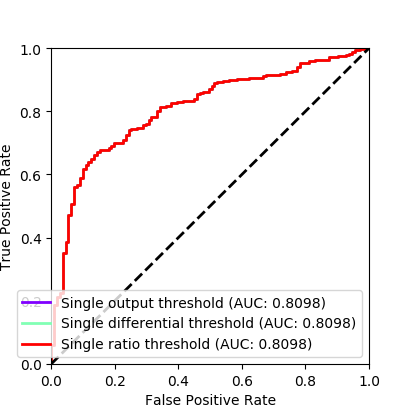 1.0
0.8
0.6
0.4
0.2
0.0
True Positive Rate
Single output threshold (AUC: 0.8098)
Single differential threshold (AUC: 0.8098)
Single ratio threshold (AUC: 0.8098)
0.0 0.2 0.4 0.6 0.8 1.0
False Positive Rate